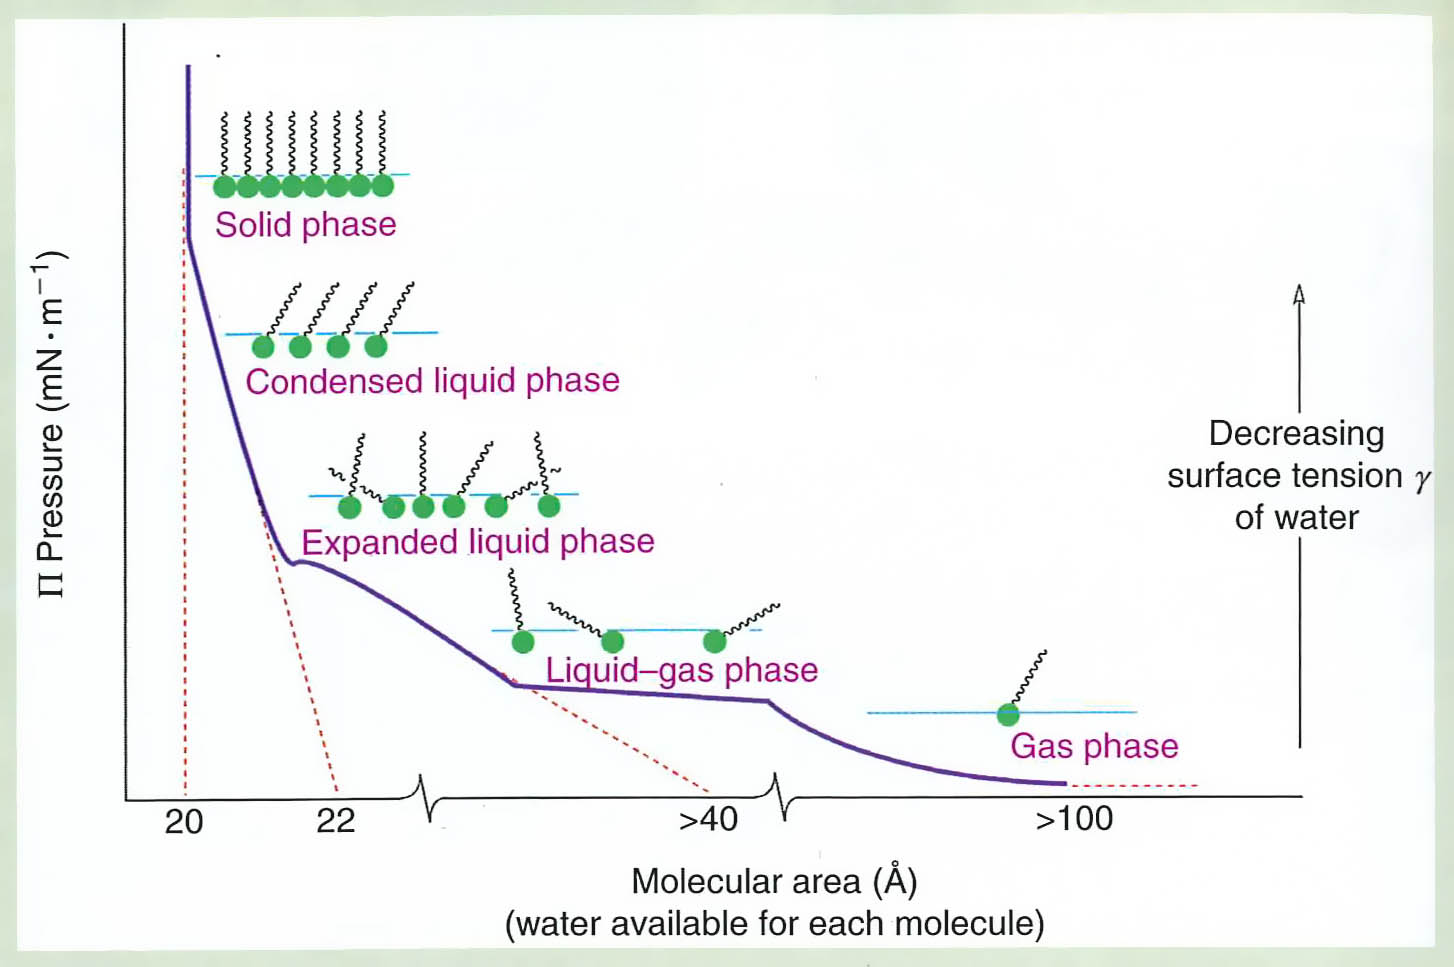 Π Pressure (mN·m⁻¹)
Solid phase
Condensed liquid phase
Expanded liquid phase
Liquid–gas phase
Gas phase
Decreasing
surface tension γ
of water
20
22
>40
>100
Molecular area (Å)
(water available for each molecule)